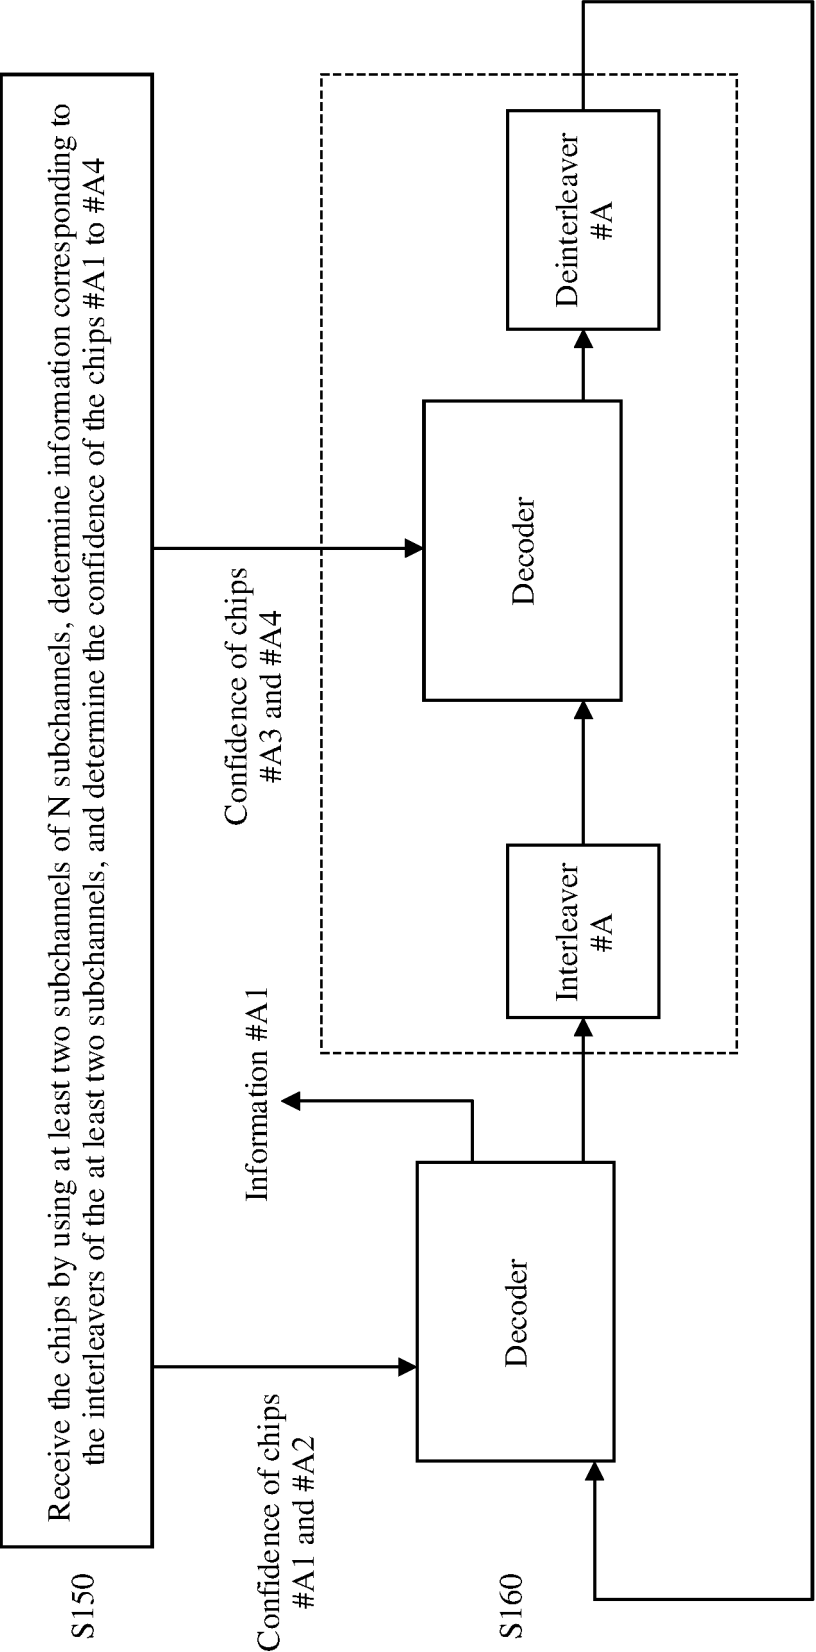 S150
Receive the chips by using at least two subchannels of N subchannels, determine information corresponding to
the interleavers of the at least two subchannels, and determine the confidence of the chips #A1 to #A4
Confidence of chips
#A1 and #A2
Information #A1
Confidence of chips
#A3 and #A4
S160
Decoder
Interleaver
#A
Decoder
Deinterleaver
#A